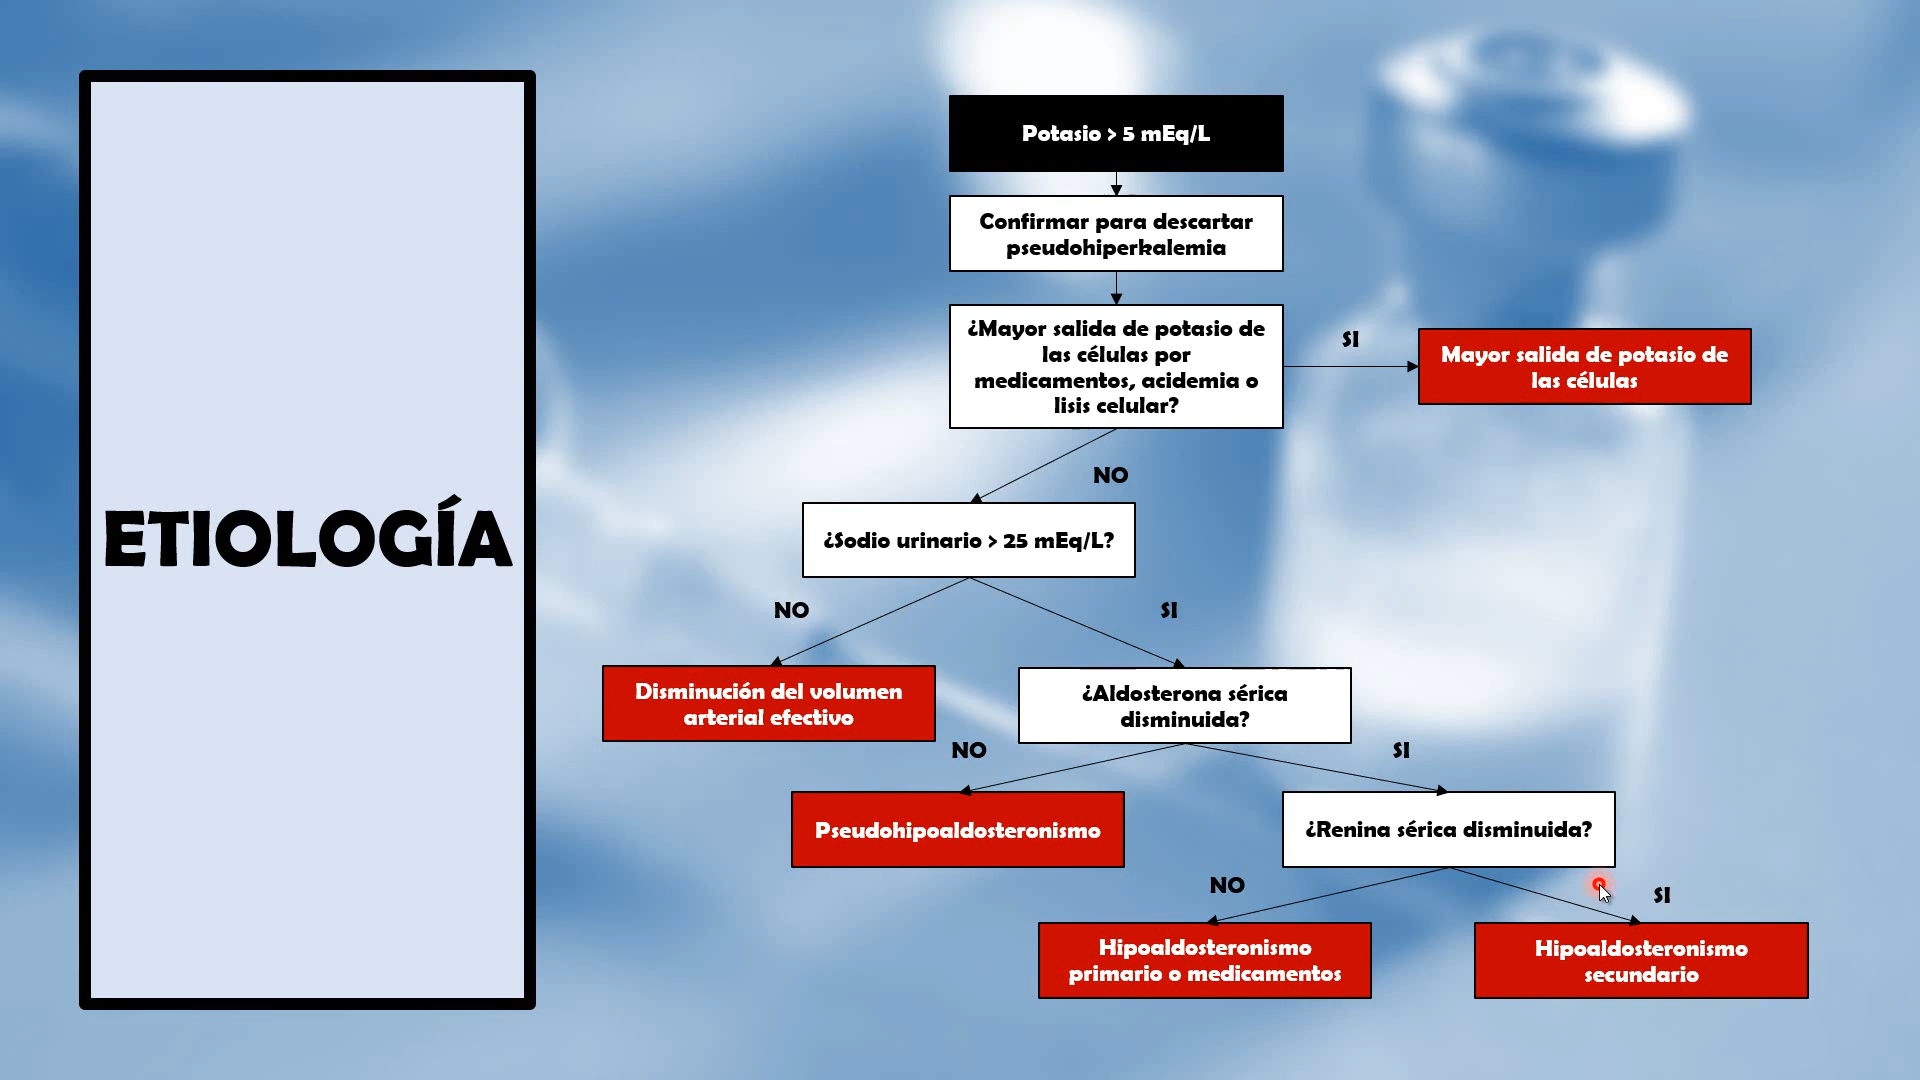 ETIOLOGÍA
Potasio > 5 mEq/L
Confirmar para descartar
pseudohiperkalemia
¿Mayor salida de potasio de
las células por
medicamentos, acidemia o
lisis celular?
SI
Mayor salida de potasio de
las células
NO
¿Sodio urinario > 25 mEq/L?
NO
SI
Disminución del volumen
arterial efectivo
¿Aldosterona sérica
disminuida?
NO
SI
Pseudohipoaldosteronismo
¿Renina sérica disminuida?
NO
SI
Hipoaldosteronismo
primario o medicamentos
Hipoaldosteronismo
secundario